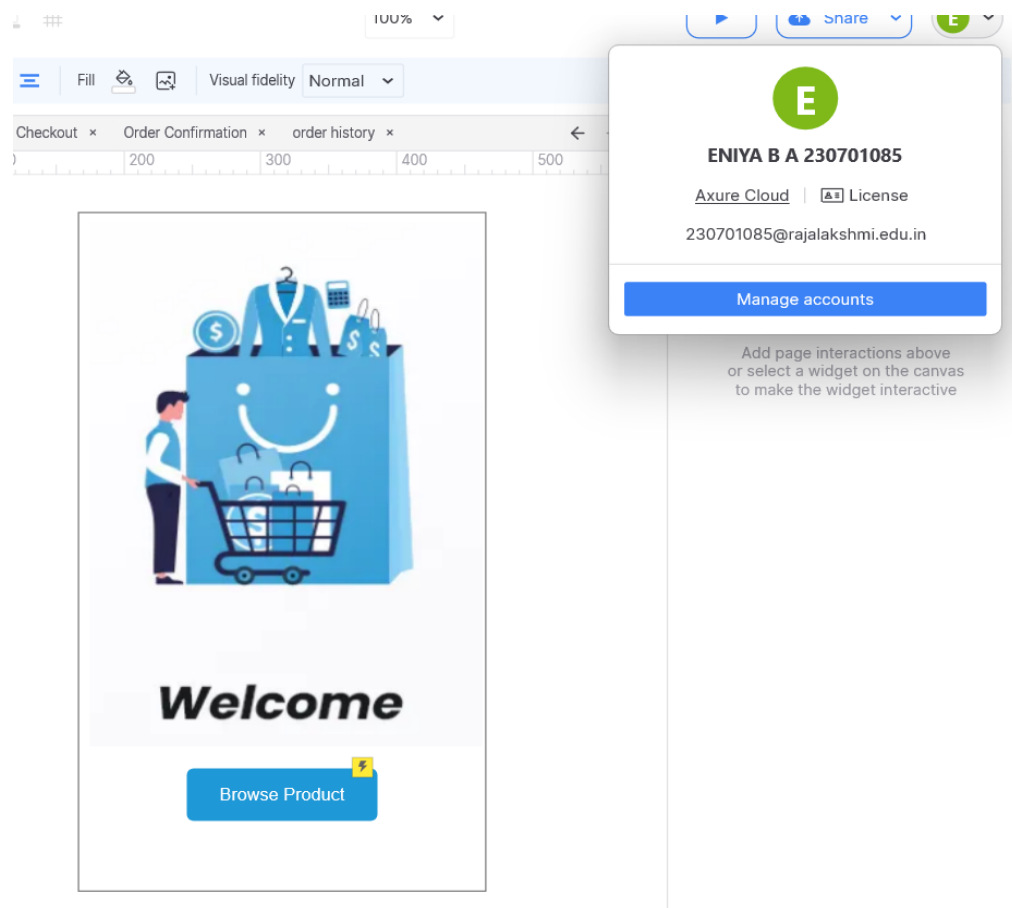 100%
Share
E
Fill
Visual fidelity
Normal
E
Checkout × Order Confirmation × order history ×
ENIYA B A 230701085
200 300 400 500
Axure Cloud
License
230701085@rajalakshmi.edu.in
Manage accounts
$
$
$
Add page interactions above
or select a widget on the canvas
to make the widget interactive
$
Welcome
Browse Product